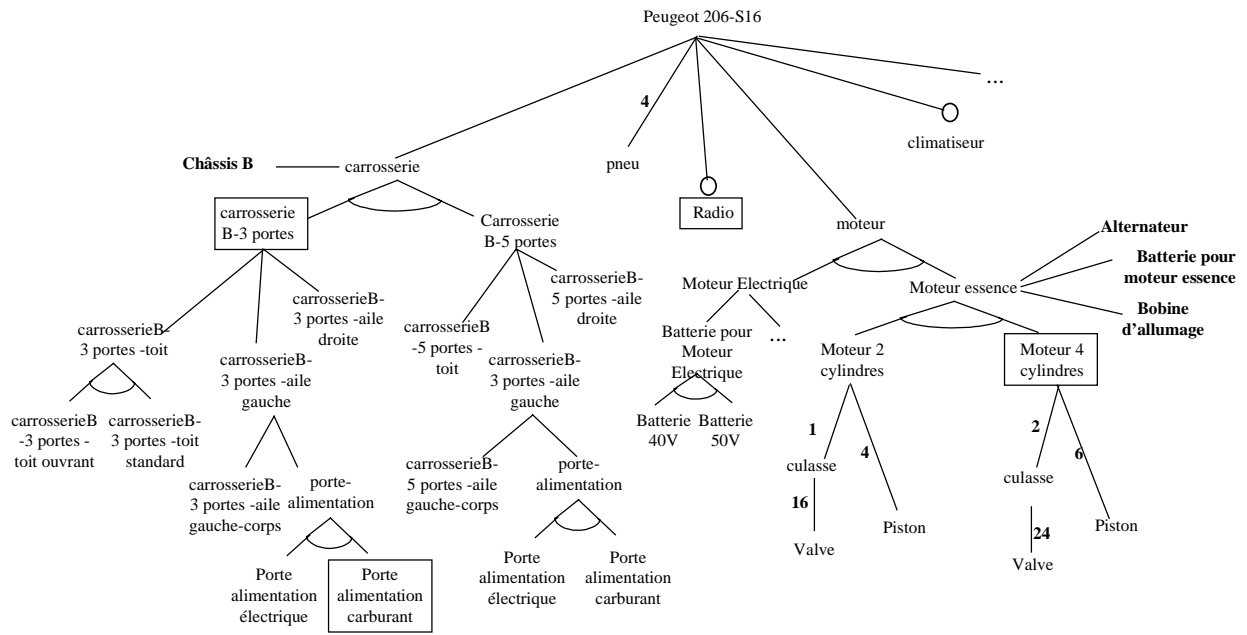 Peugeot 206-S16
...
4
climatiseur
pneu
Châssis B
carrosserie
Radio
carrosserie
B-3 portes
Carrosserie
B-5 portes
moteur
Alternateur
Batterie pour
moteur essence
Bobine
d'allumage
Moteur Electrique
Moteur essence
carrosserieB-
3 portes -toit
carrosserieB-
3 portes -aile
droite
carrosserieB-
3 portes -aile
gauche
carrosserieB
-5 portes -
toit
carrosserieB-
5 portes -aile
droite
carrosserieB-
3 portes -aile
gauche
Batterie pour
Moteur
Electrique
...
Moteur 2
cylindres
Moteur 4
cylindres
carrosserieB
-3 portes -
toit ouvrant
carrosserieB-
3 portes -toit
standard
Batterie
40V
Batterie
50V
1
4
2
6
carrosserieB-
3 portes -aile
gauche-corps
porte-
alimentation
carrosserieB-
5 portes -aile
gauche-corps
porte-
alimentation
culasse
culasse
16
Piston
24
Piston
Valve
Valve
Porte
alimentation
électrique
Porte
alimentation
carburant
Porte
alimentation
électrique
Porte
alimentation
carburant